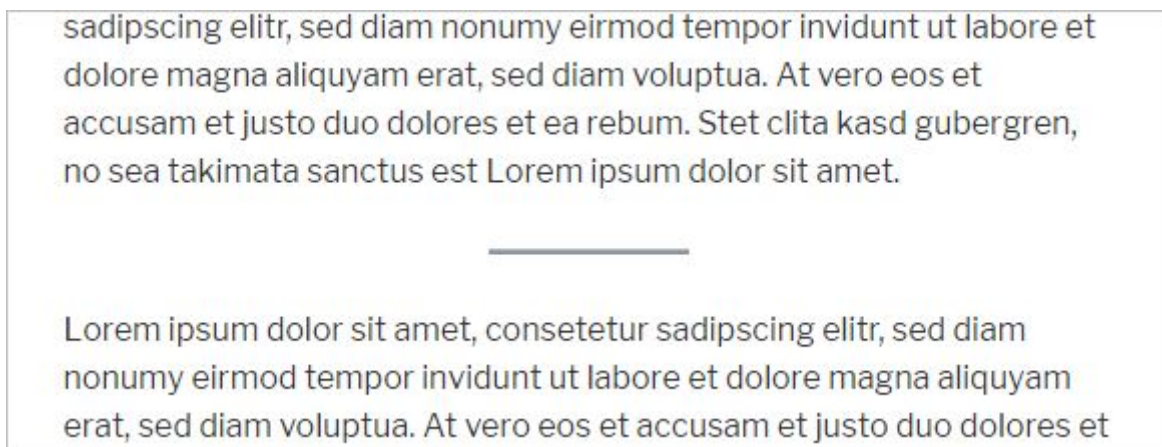 sadipscing elitr, sed diam nonumy eirmod tempor invidunt ut labore et
dolore magna aliquyam erat, sed diam voluptua. At vero eos et
accusam et justo duo dolores et ea rebum. Stet clita kasd gubergren,
no sea takimata sanctus est Lorem ipsum dolor sit amet.
Lorem ipsum dolor sit amet, consetetur sadipscing elitr, sed diam
nonumy eirmod tempor invidunt ut labore et dolore magna aliquyam
erat, sed diam voluptua. At vero eos et accusam et justo duo dolores et